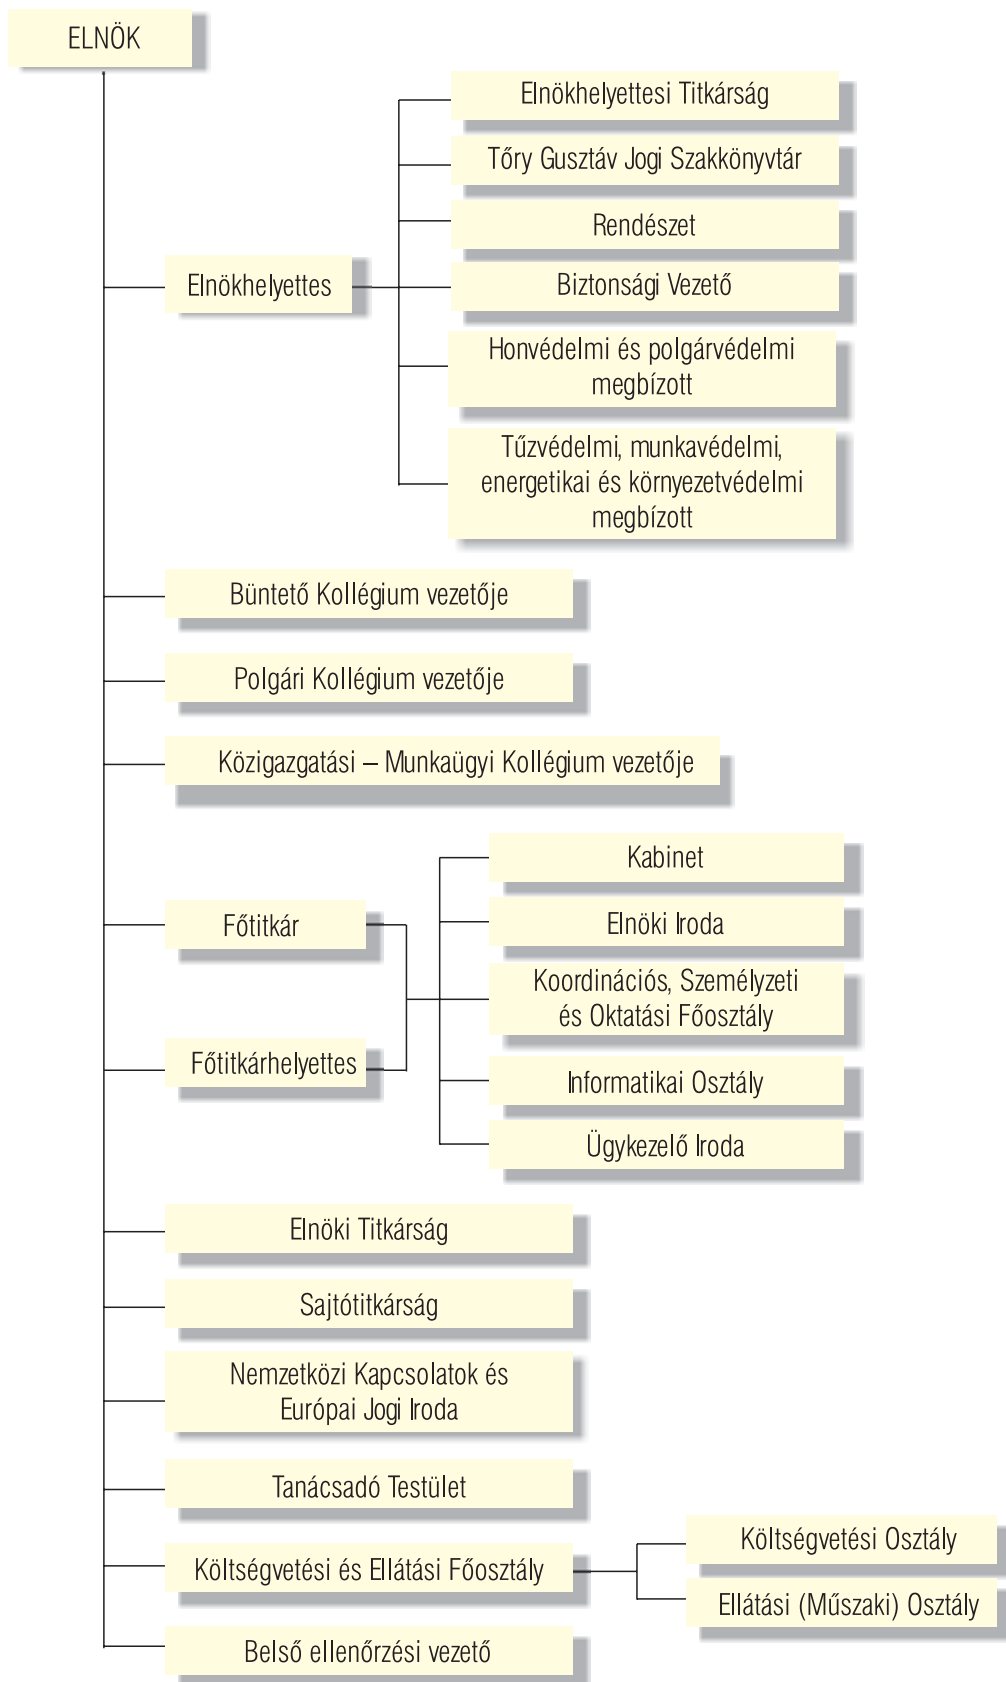 ELNÖK
Elnökhelyettes
Elnökhelyettesi Titkárság
Tőry Gusztáv Jogi Szakkönyvtár
Rendészet
Biztonsági Vezető
Honvédelmi és polgárvédelmi
megbízott
Tűzvédelmi, munkavédelmi,
energetikai és környezetvédelmi
megbízott
Büntető Kollégium vezetője
Polgári Kollégium vezetője
Közigazgatási – Munkaügyi Kollégium vezetője
Főtitkár
Főtitkárhelyettes
Kabinet
Elnöki Iroda
Koordinációs, Személyzeti
és Oktatási Főosztály
Informatikai Osztály
Ügykezelő Iroda
Elnöki Titkárság
Sajtótitkárság
Nemzetközi Kapcsolatok és
Európai Jogi Iroda
Tanácsadó Testület
Költségvetési és Ellátási Főosztály
Költségvetési Osztály
Ellátási (Műszaki) Osztály
Belső ellenőrzési vezető